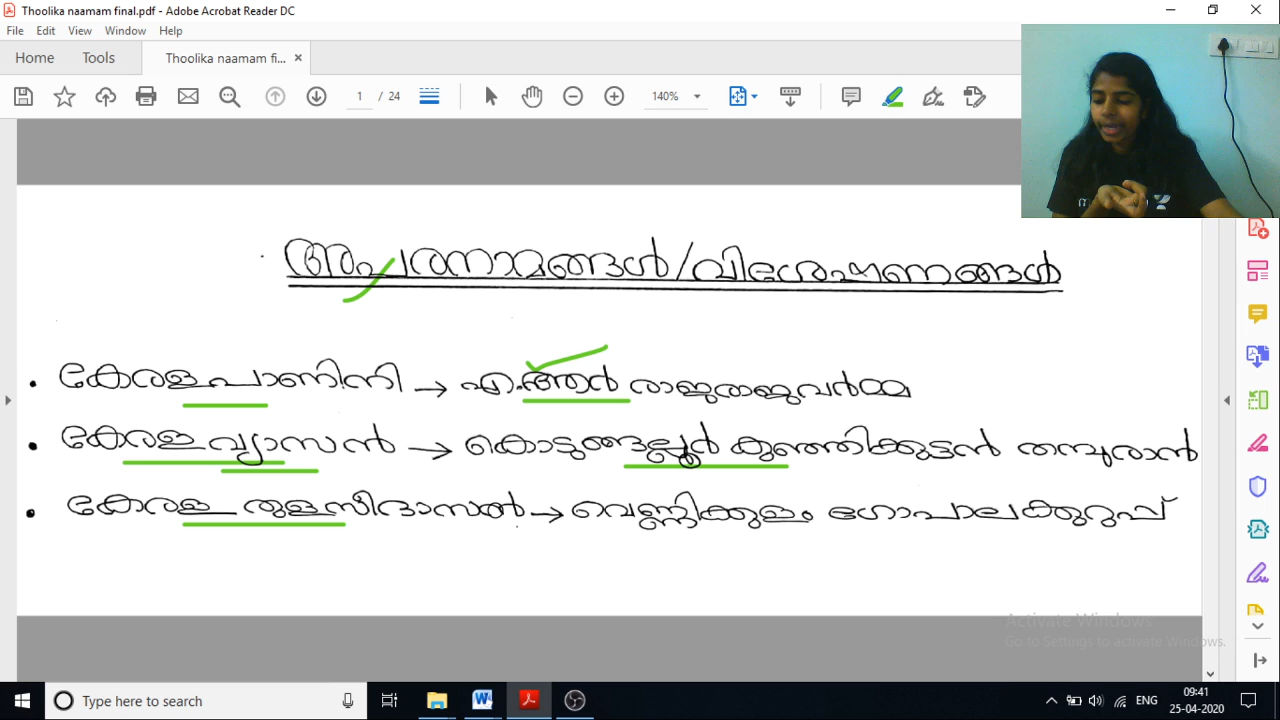 Thoolika naamam final.pdf - Adobe Acrobat Reader DC
File Edit View Window Help
Home Tools Thoolika naamam fi... ×
1 / 24 140%
അപരനാമങ്ങൾ/വിശേഷണങ്ങൾ
• കേരള പാണിനി → എ.ആർ രാജരാജവർമ്മ
• കേരള വ്യാസൻ → കൊടുങ്ങല്ലൂർ കുഞ്ഞിക്കുട്ടൻ തമ്പുരാൻ
• കേരള തുളസീദാസൻ → വെണ്ണിക്കുളം ഗോപാലക്കുറുപ്പ്
Activate Windows
Go to Settings to activate Windows.
Type here to search
ENG
09:41
25-04-2020